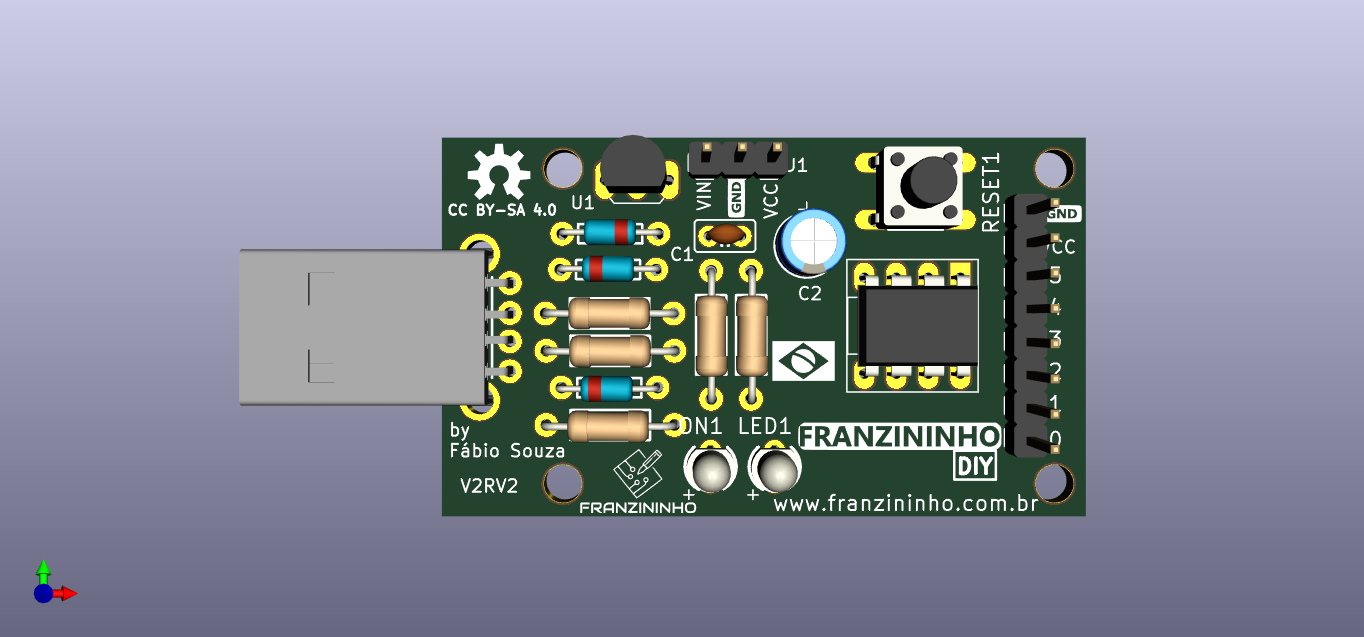 CC BY-SA 4.0
U1
VIN
GND
VCC
J1
RESET1
GND
VCC
5
4
3
2
1
0
C1
C2
ON1
LED1
by
Fábio Souza
V2RV2
FRANZININHO
FRANZININHO
DIY
www.franzininho.com.br